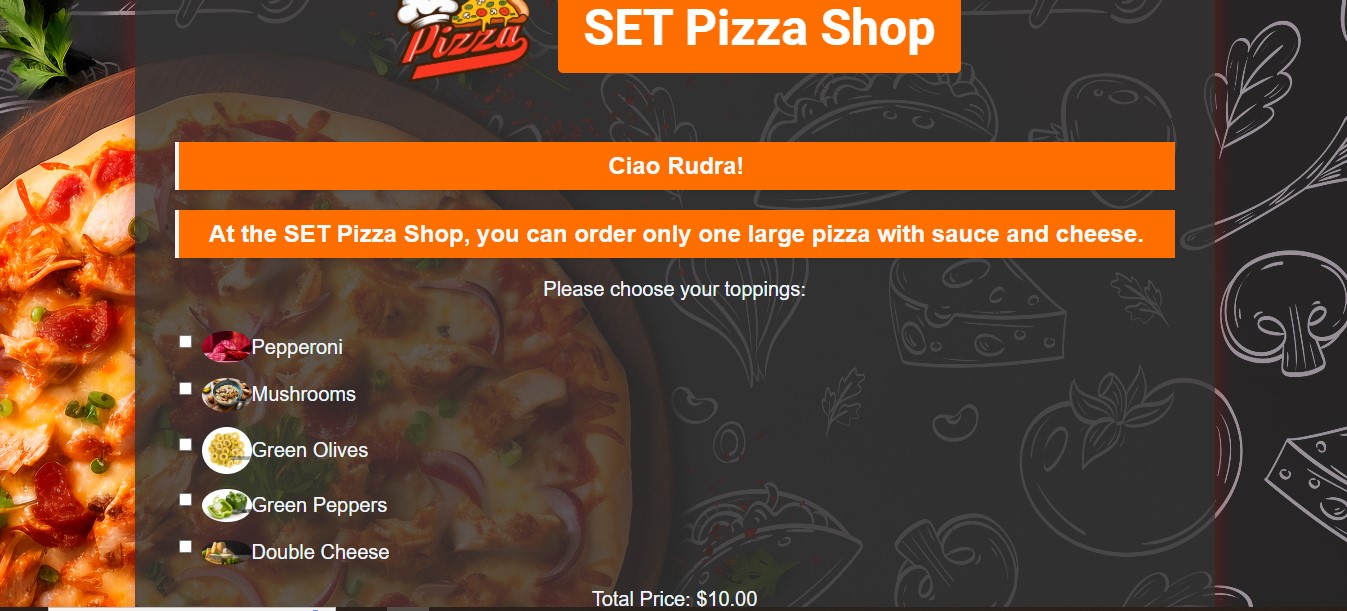 Pizza
SET Pizza Shop
Ciao Rudra!
At the SET Pizza Shop, you can order only one large pizza with sauce and cheese.
Please choose your toppings:
Pepperoni
Mushrooms
Green Olives
Green Peppers
Double Cheese
Total Price: $10.00